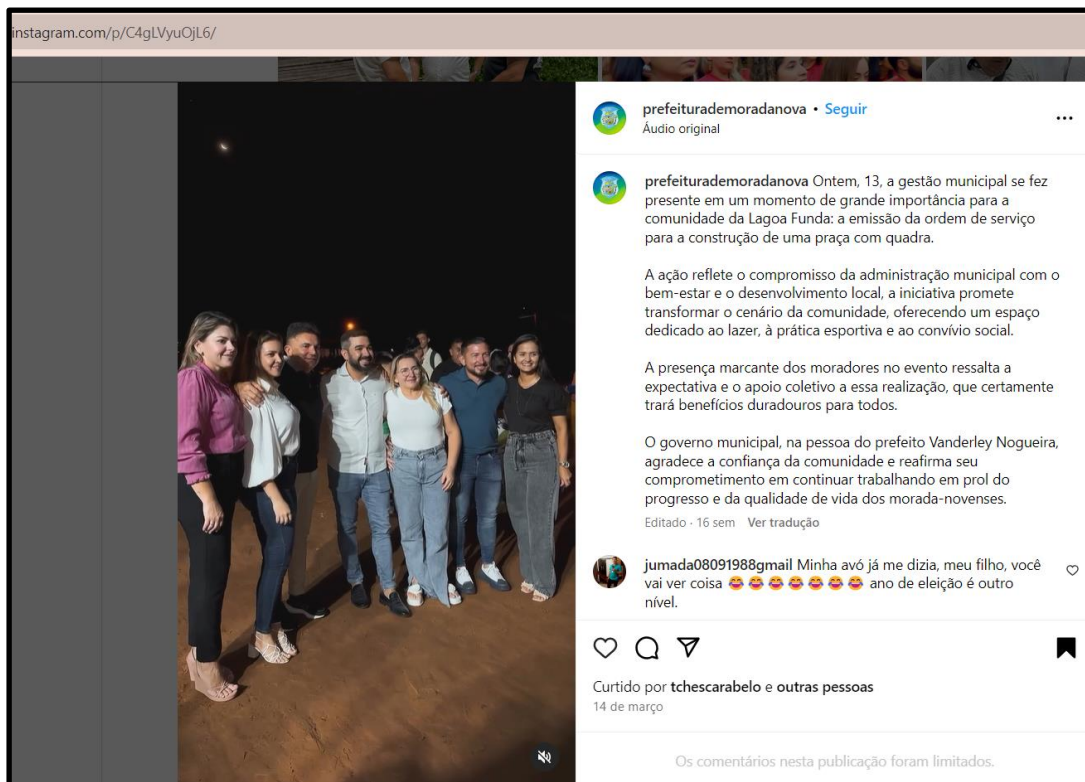 instagram.com/p/C4gLVyuOjL6/
prefeiturademoradanova • Seguir
Áudio original
prefeiturademoradanova Ontem, 13, a gestão municipal se fez
presente em um momento de grande importância para a
comunidade da Lagoa Funda: a emissão da ordem de serviço
para a construção de uma praça com quadra.
A ação reflete o compromisso da administração municipal com o
bem-estar e o desenvolvimento local, a iniciativa promete
transformar o cenário da comunidade, oferecendo um espaço
dedicado ao lazer, à prática esportiva e ao convívio social.
A presença marcante dos moradores no evento ressalta a
expectativa e o apoio coletivo a essa realização, que certamente
trará benefícios duradouros para todos.
O governo municipal, na pessoa do prefeito Vanderley Nogueira,
agradece a confiança da comunidade e reafirma seu
comprometimento em continuar trabalhando em prol do
progresso e da qualidade de vida dos morada-novenses.
Editado · 16 sem Ver tradução
jumada08091988gmail Minha avó já me dizia, meu filho, você
vai ver coisa 😂😂😂😂😂😂😂 ano de eleição é outro
nível.
Curtido por tchescarabelo e outras pessoas
14 de março
Os comentários nesta publicação foram limitados.